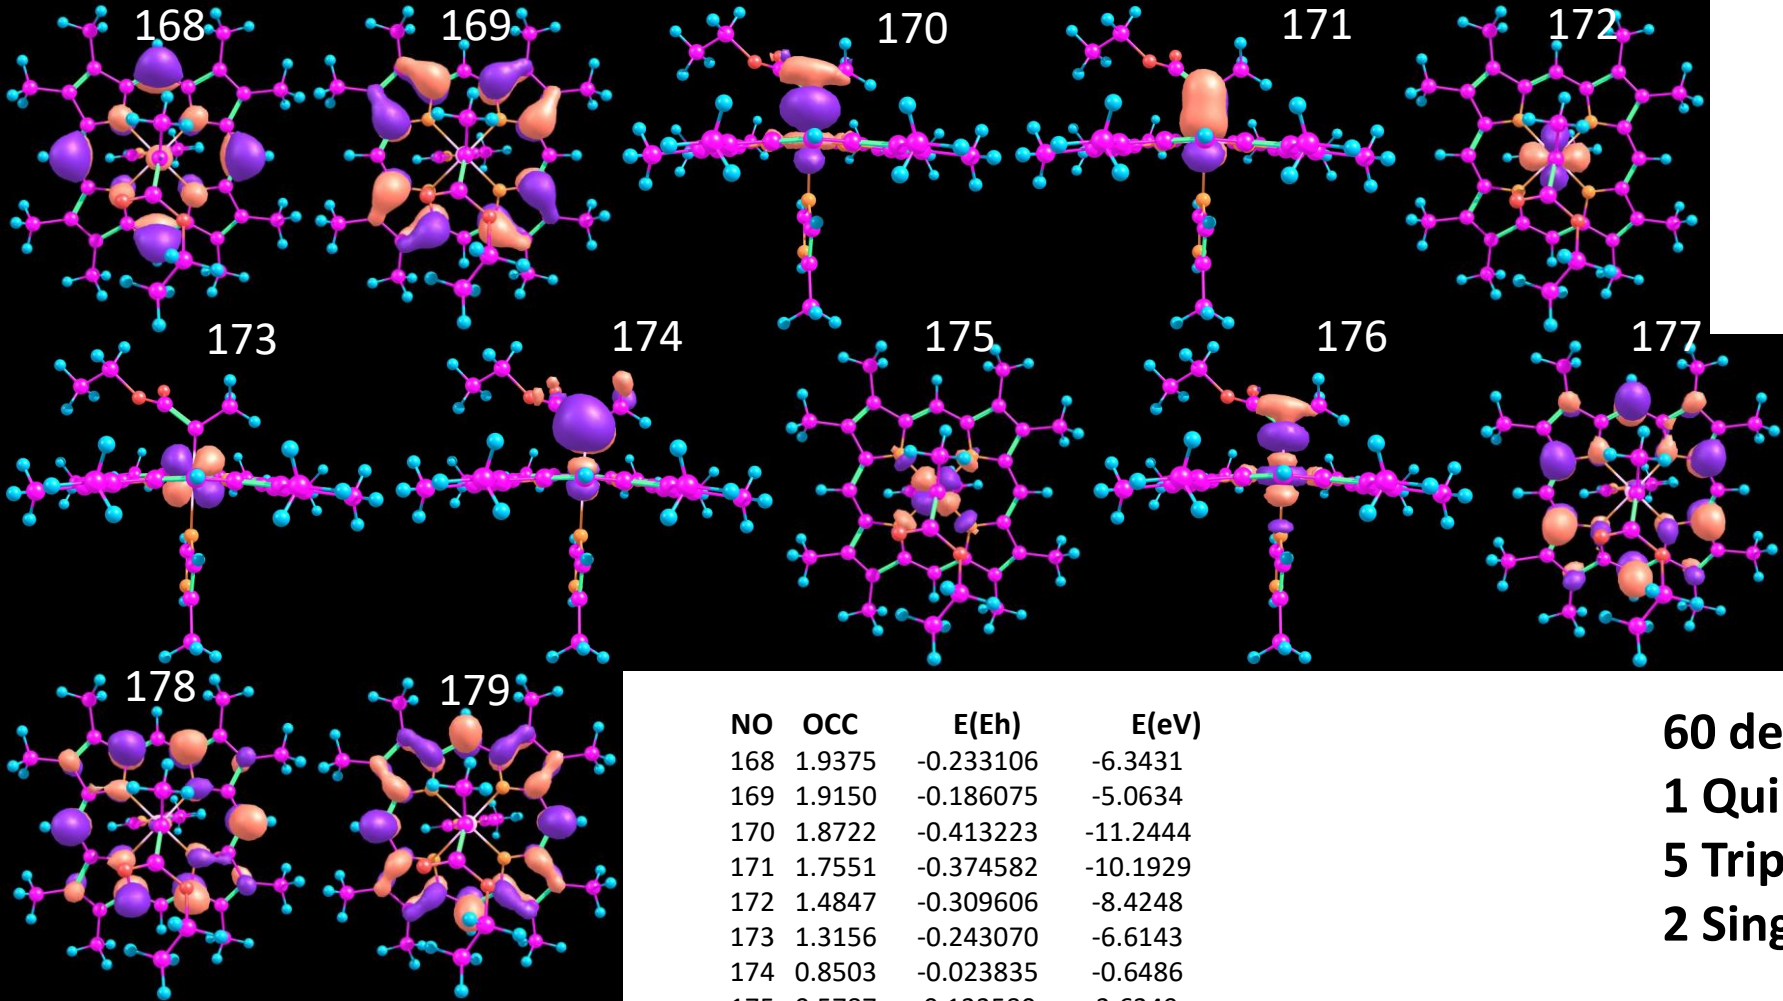 168 169 170 171 172
173 174 175 176 177
178 179
NO OCC E(Eh) E(eV)
168 1.9375 -0.233106 -6.3431
169 1.9150 -0.186075 -5.0634
170 1.8722 -0.413223 -11.2444
171 1.7551 -0.374582 -10.1929
172 1.4847 -0.309606 -8.4248
173 1.3156 -0.243070 -6.6143
174 0.8503 -0.023835 -0.6486
60 de
1 Qui
5 Trip
2 Sing